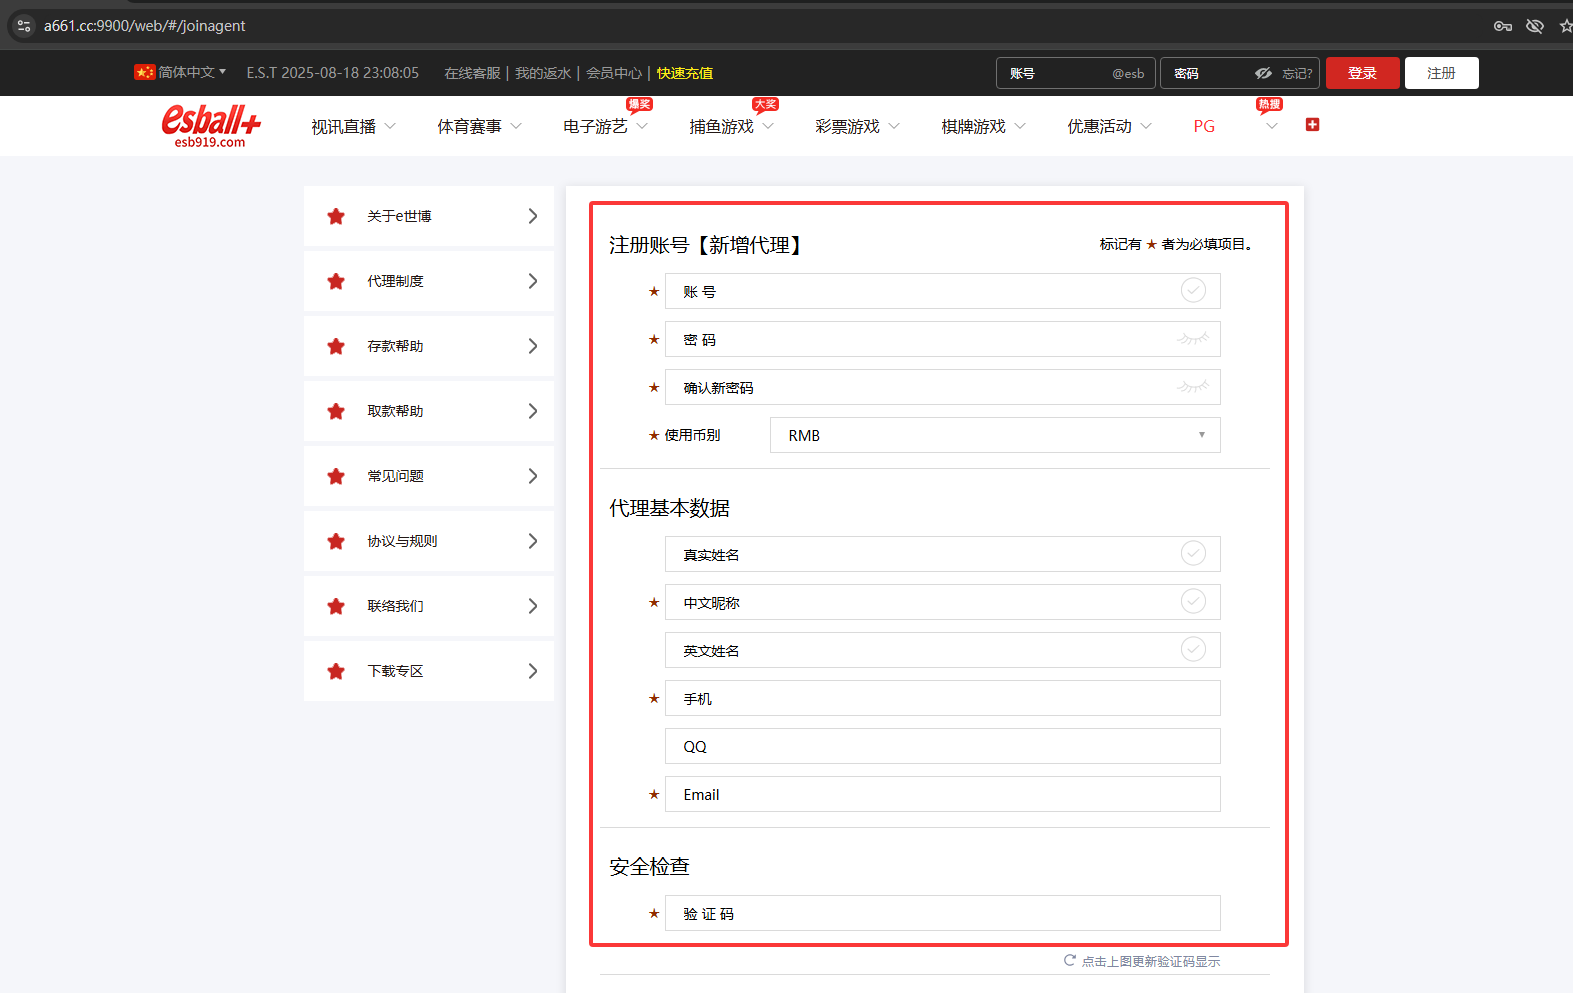 a661.cc:9900/web/#/joinagent
简体中文 E.S.T 2025-08-18 23:08:05 在线客服 | 我的返水 | 会员中心 | 快速充值 账号 @esb 密码 忘记? 登录 注册
爆奖 大奖 热搜
esball+ 视讯直播 体育赛事 电子游艺 捕鱼游戏 彩票游戏 棋牌游戏 优惠活动 PG
esb919.com
关于e世博
代理制度
存款帮助
取款帮助
常见问题
协议与规则
联络我们
下载专区
注册账号【新增代理】 标记有 ★ 者为必填项目。
★ 账 号
★ 密 码
★ 确认新密码
★ 使用币别 RMB
代理基本数据
真实姓名
★ 中文昵称
英文姓名
★ 手机
QQ
★ Email
安全检查
★ 验 证 码
点击上图更新验证码显示